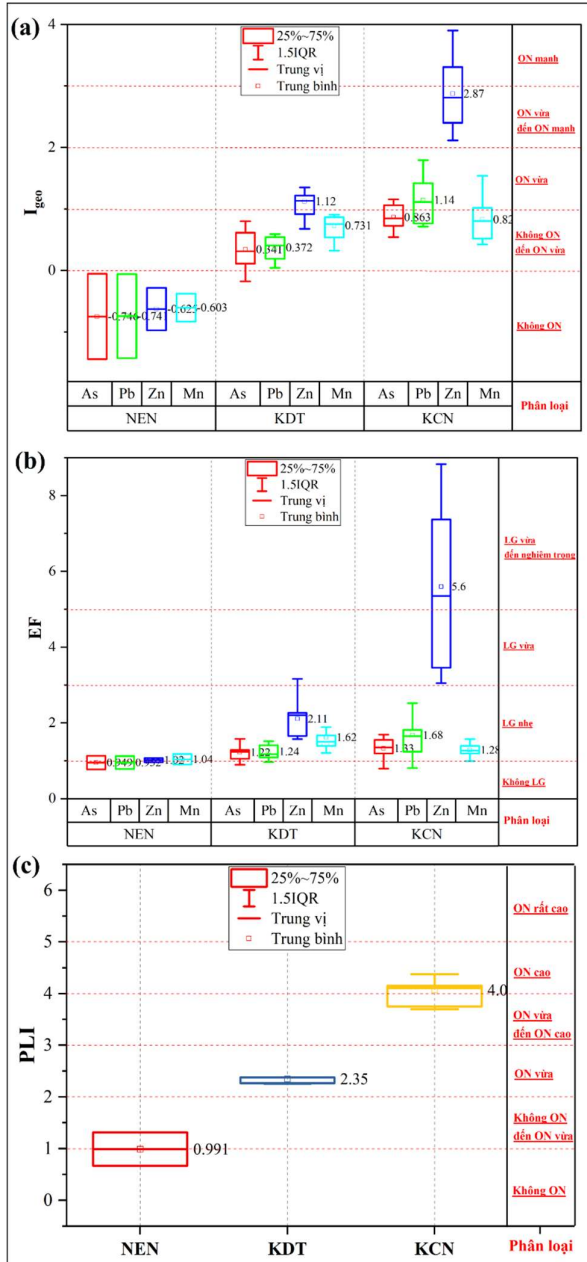 (a)
25%~75%
1.5IQR
Trung vị
Trung bình
4
2
0
I_geo
-0.746
-0.741
-0.603
0.341
0.372
1.12
0.731
0.863
1.14
2.87
0.82
ON mạnh
ON vừa
đến ON mạnh
ON vừa
Không ON
đến ON vừa
Không ON
As Pb Zn Mn As Pb Zn Mn As Pb Zn Mn
NEN KDT KCN
Phân loại
(b)
25%~75%
1.5IQR
Trung vị
Trung bình
8
6
4
2
0
EF
0.949
1.04
1.22
1.24
2.11
1.62
1.33
1.68
5.6
1.28
LG vừa
đến nghiêm trọng
LG vừa
LG nhẹ
Không LG
As Pb Zn Mn As Pb Zn Mn As Pb Zn Mn
NEN KDT KCN
Phân loại
(c)
25%~75%
1.5IQR
Trung vị
Trung bình
6
5
4
3
2
1
0
PLI
0.991
2.35
4.0
ON rất cao
ON cao
ON vừa
đến ON cao
ON vừa
Không ON
đến ON vừa
Không ON
NEN KDT KCN Phân loại